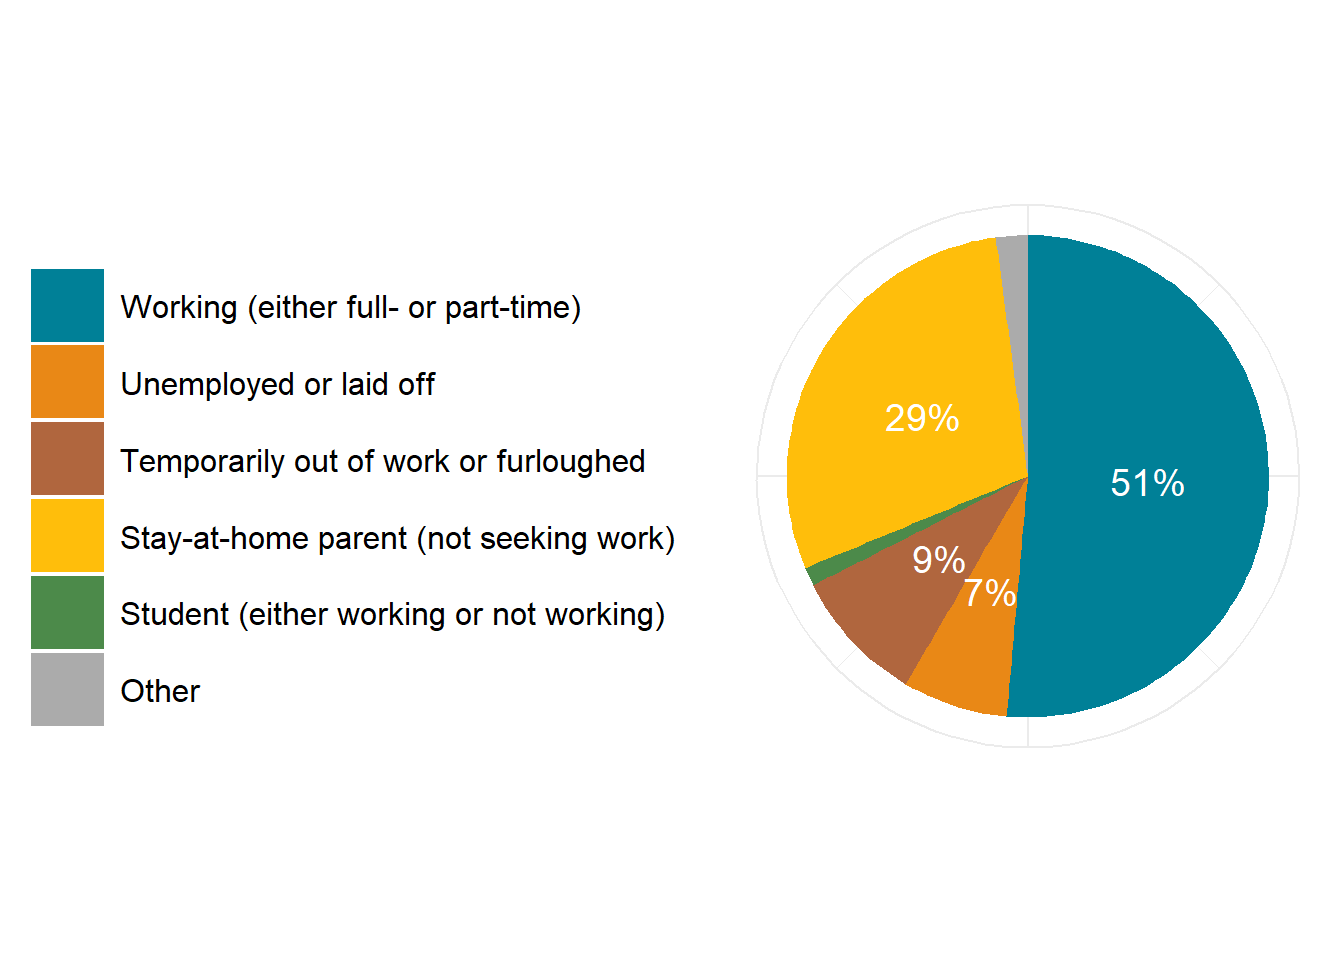 Working (either full- or part-time)
Unemployed or laid off
Temporarily out of work or furloughed
Stay-at-home parent (not seeking work)
Student (either working or not working)
Other
29%
51%
9%
7%